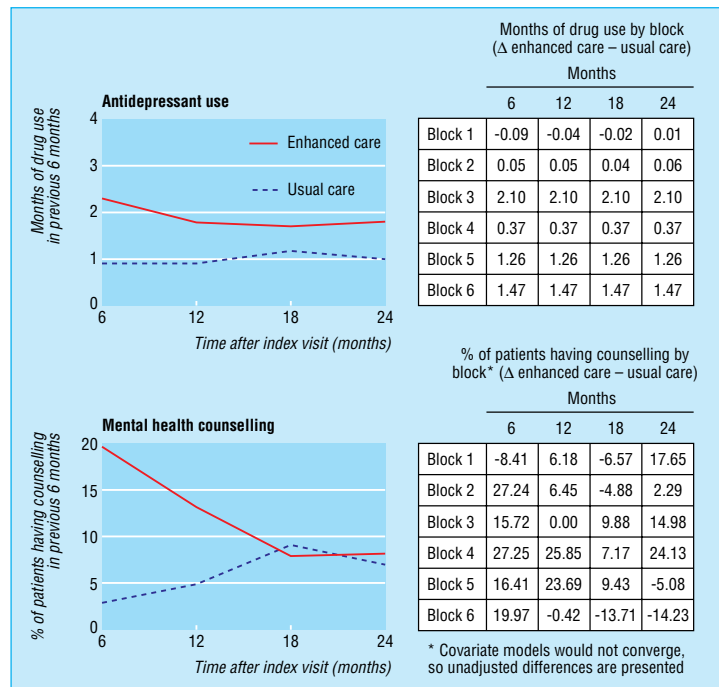 Months of drug use by block
(Δ enhanced care – usual care)
Months
6 12 18 24
Block 1 -0.09 -0.04 -0.02 0.01
Block 2 0.05 0.05 0.04 0.06
Block 3 2.10 2.10 2.10 2.10
Block 4 0.37 0.37 0.37 0.37
Block 5 1.26 1.26 1.26 1.26
Block 6 1.47 1.47 1.47 1.47
Antidepressant use
Months of drug use
in previous 6 months
4
3
2
1
0
Enhanced care
Usual care
6 12 18 24
Time after index visit (months)
% of patients having counselling by
block* (Δ enhanced care – usual care)
Months
6 12 18 24
Block 1 -8.41 6.18 -6.57 17.65
Block 2 27.24 6.45 -4.88 2.29
Block 3 15.72 0.00 9.88 14.98
Block 4 27.25 25.85 7.17 24.13
Block 5 16.41 23.69 9.43 -5.08
Block 6 19.97 -0.42 -13.71 -14.23
* Covariate models would not converge,
so unadjusted differences are presented
Mental health counselling
% of patients having counselling
in previous 6 months
20
15
10
5
0
6 12 18 24
Time after index visit (months)